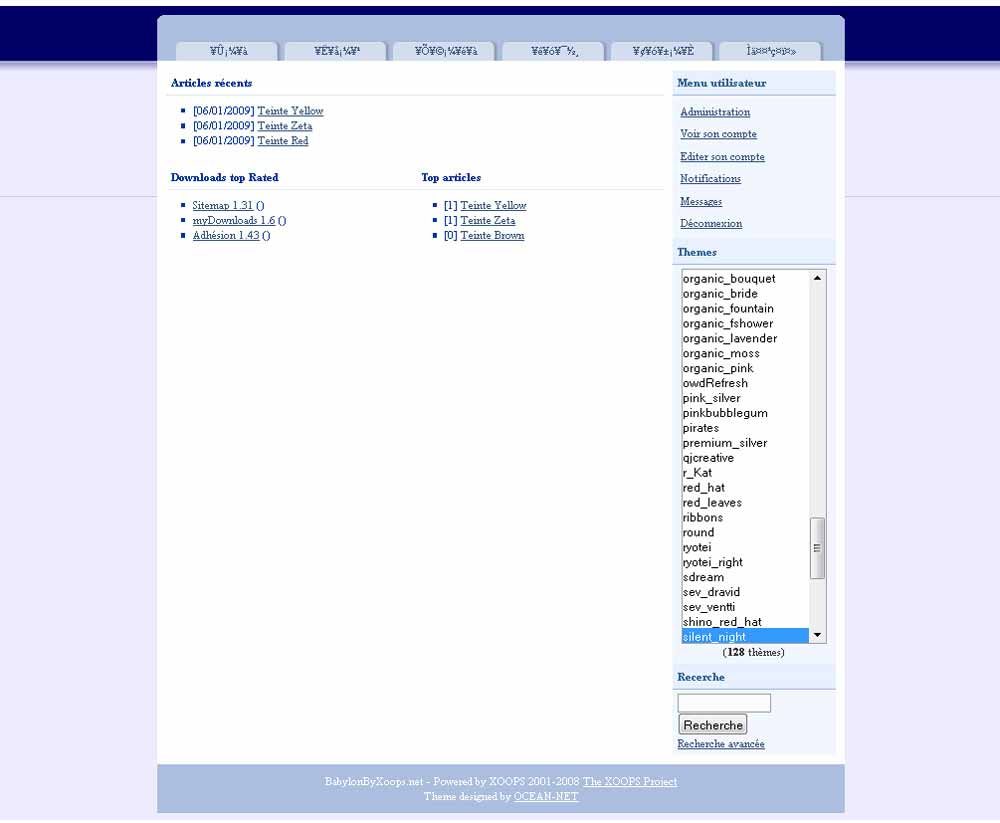 ¥Û¡¼¥à
¥Ë¥å¡¼¥¹
¥Õ¥©¡¼¥é¥à
Articles récents
[06/01/2009] Teinte Yellow
[06/01/2009] Teinte Zeta
[06/01/2009] Teinte Red
Downloads top Rated
Sitemap 1.31 ()
myDownloads 1.6 ()
Adhésion 1.43 ()
Top articles
[1] Teinte Yellow
[1] Teinte Zeta
[0] Teinte Brown
Menu utilisateur
Administration
Voir son compte
Editer son compte
Notifications
Messages
Déconnexion
Themes
organic_bouquet
organic_bride
organic_fountain
organic_fshower
organic_lavender
organic_moss
organic_pink
owdRefresh
pink_silver
pinkbubblegum
pirates
premium_silver
qjcreative
r_Kat
red_hat
red_leaves
ribbons
round
ryotei
ryotei_right
sdream
sev_dravid
sev_ventti
shino_red_hat
silent_night
(128 thèmes)
Recerche
Recherche
Recherche avancée
BabylonByXoops.net - Powered by XOOPS 2001-2008 The XOOPS Project
Theme designed by OCEAN-NET